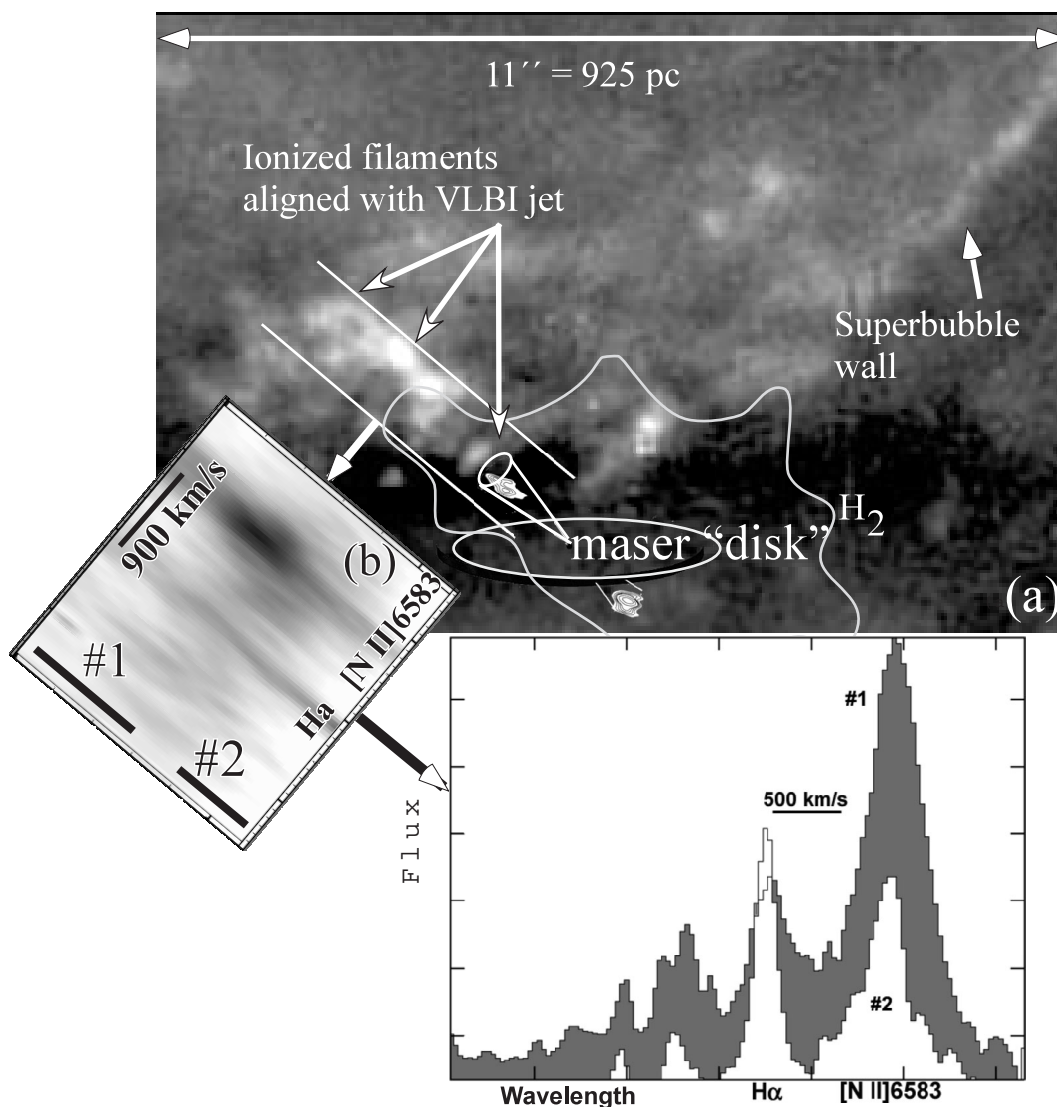 11´´ = 925 pc
Ionized filaments
aligned with VLBI jet
Superbubble
wall
H2
maser “disk”
(a)
900 km/s
(b)
[N II]6583
Ha
#1
#2
#1
500 km/s
#2
Flux
Wavelength
Hα
[N II]6583